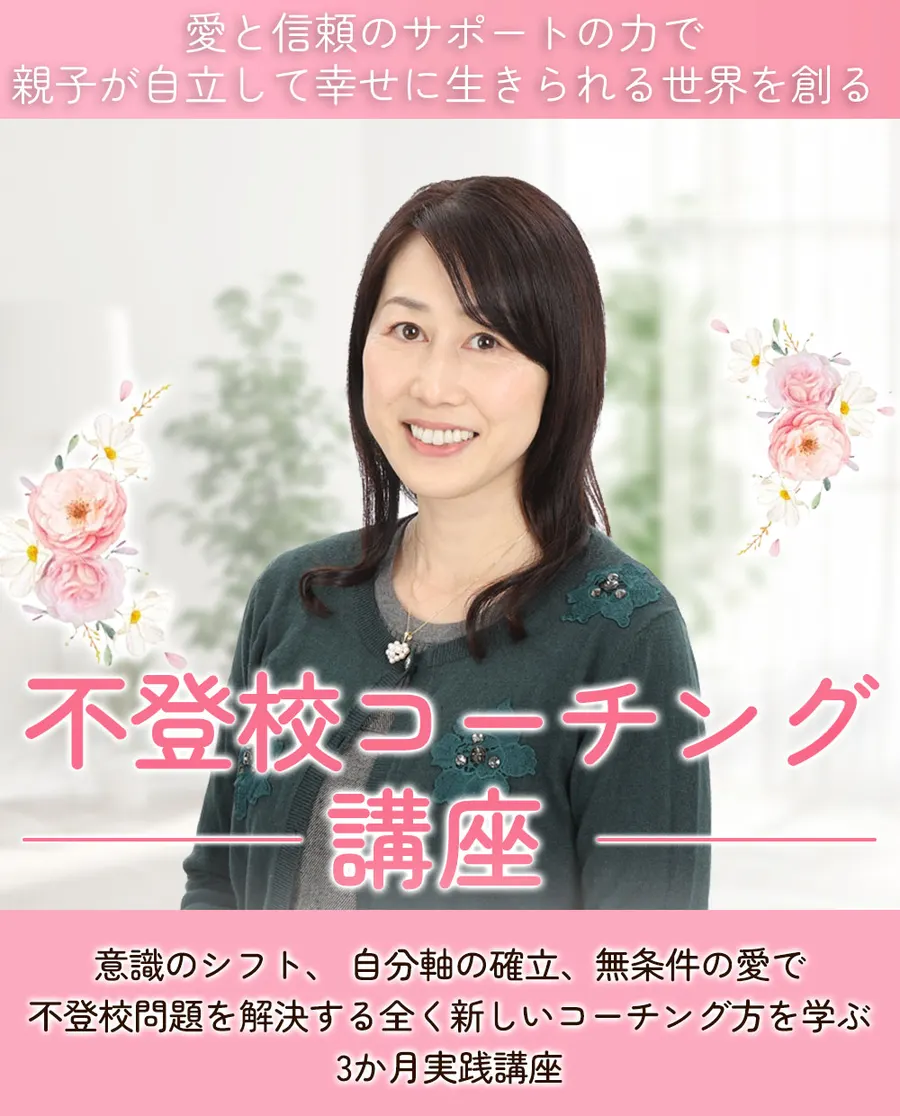 愛と信頼のサポートの力で
親子が自立して幸せに生きられる世界を創る
不登校コーチング
講座
意識のシフト、自分軸の確立、無条件の愛で
不登校問題を解決する全く新しいコーチング方を学ぶ
3か月実践講座